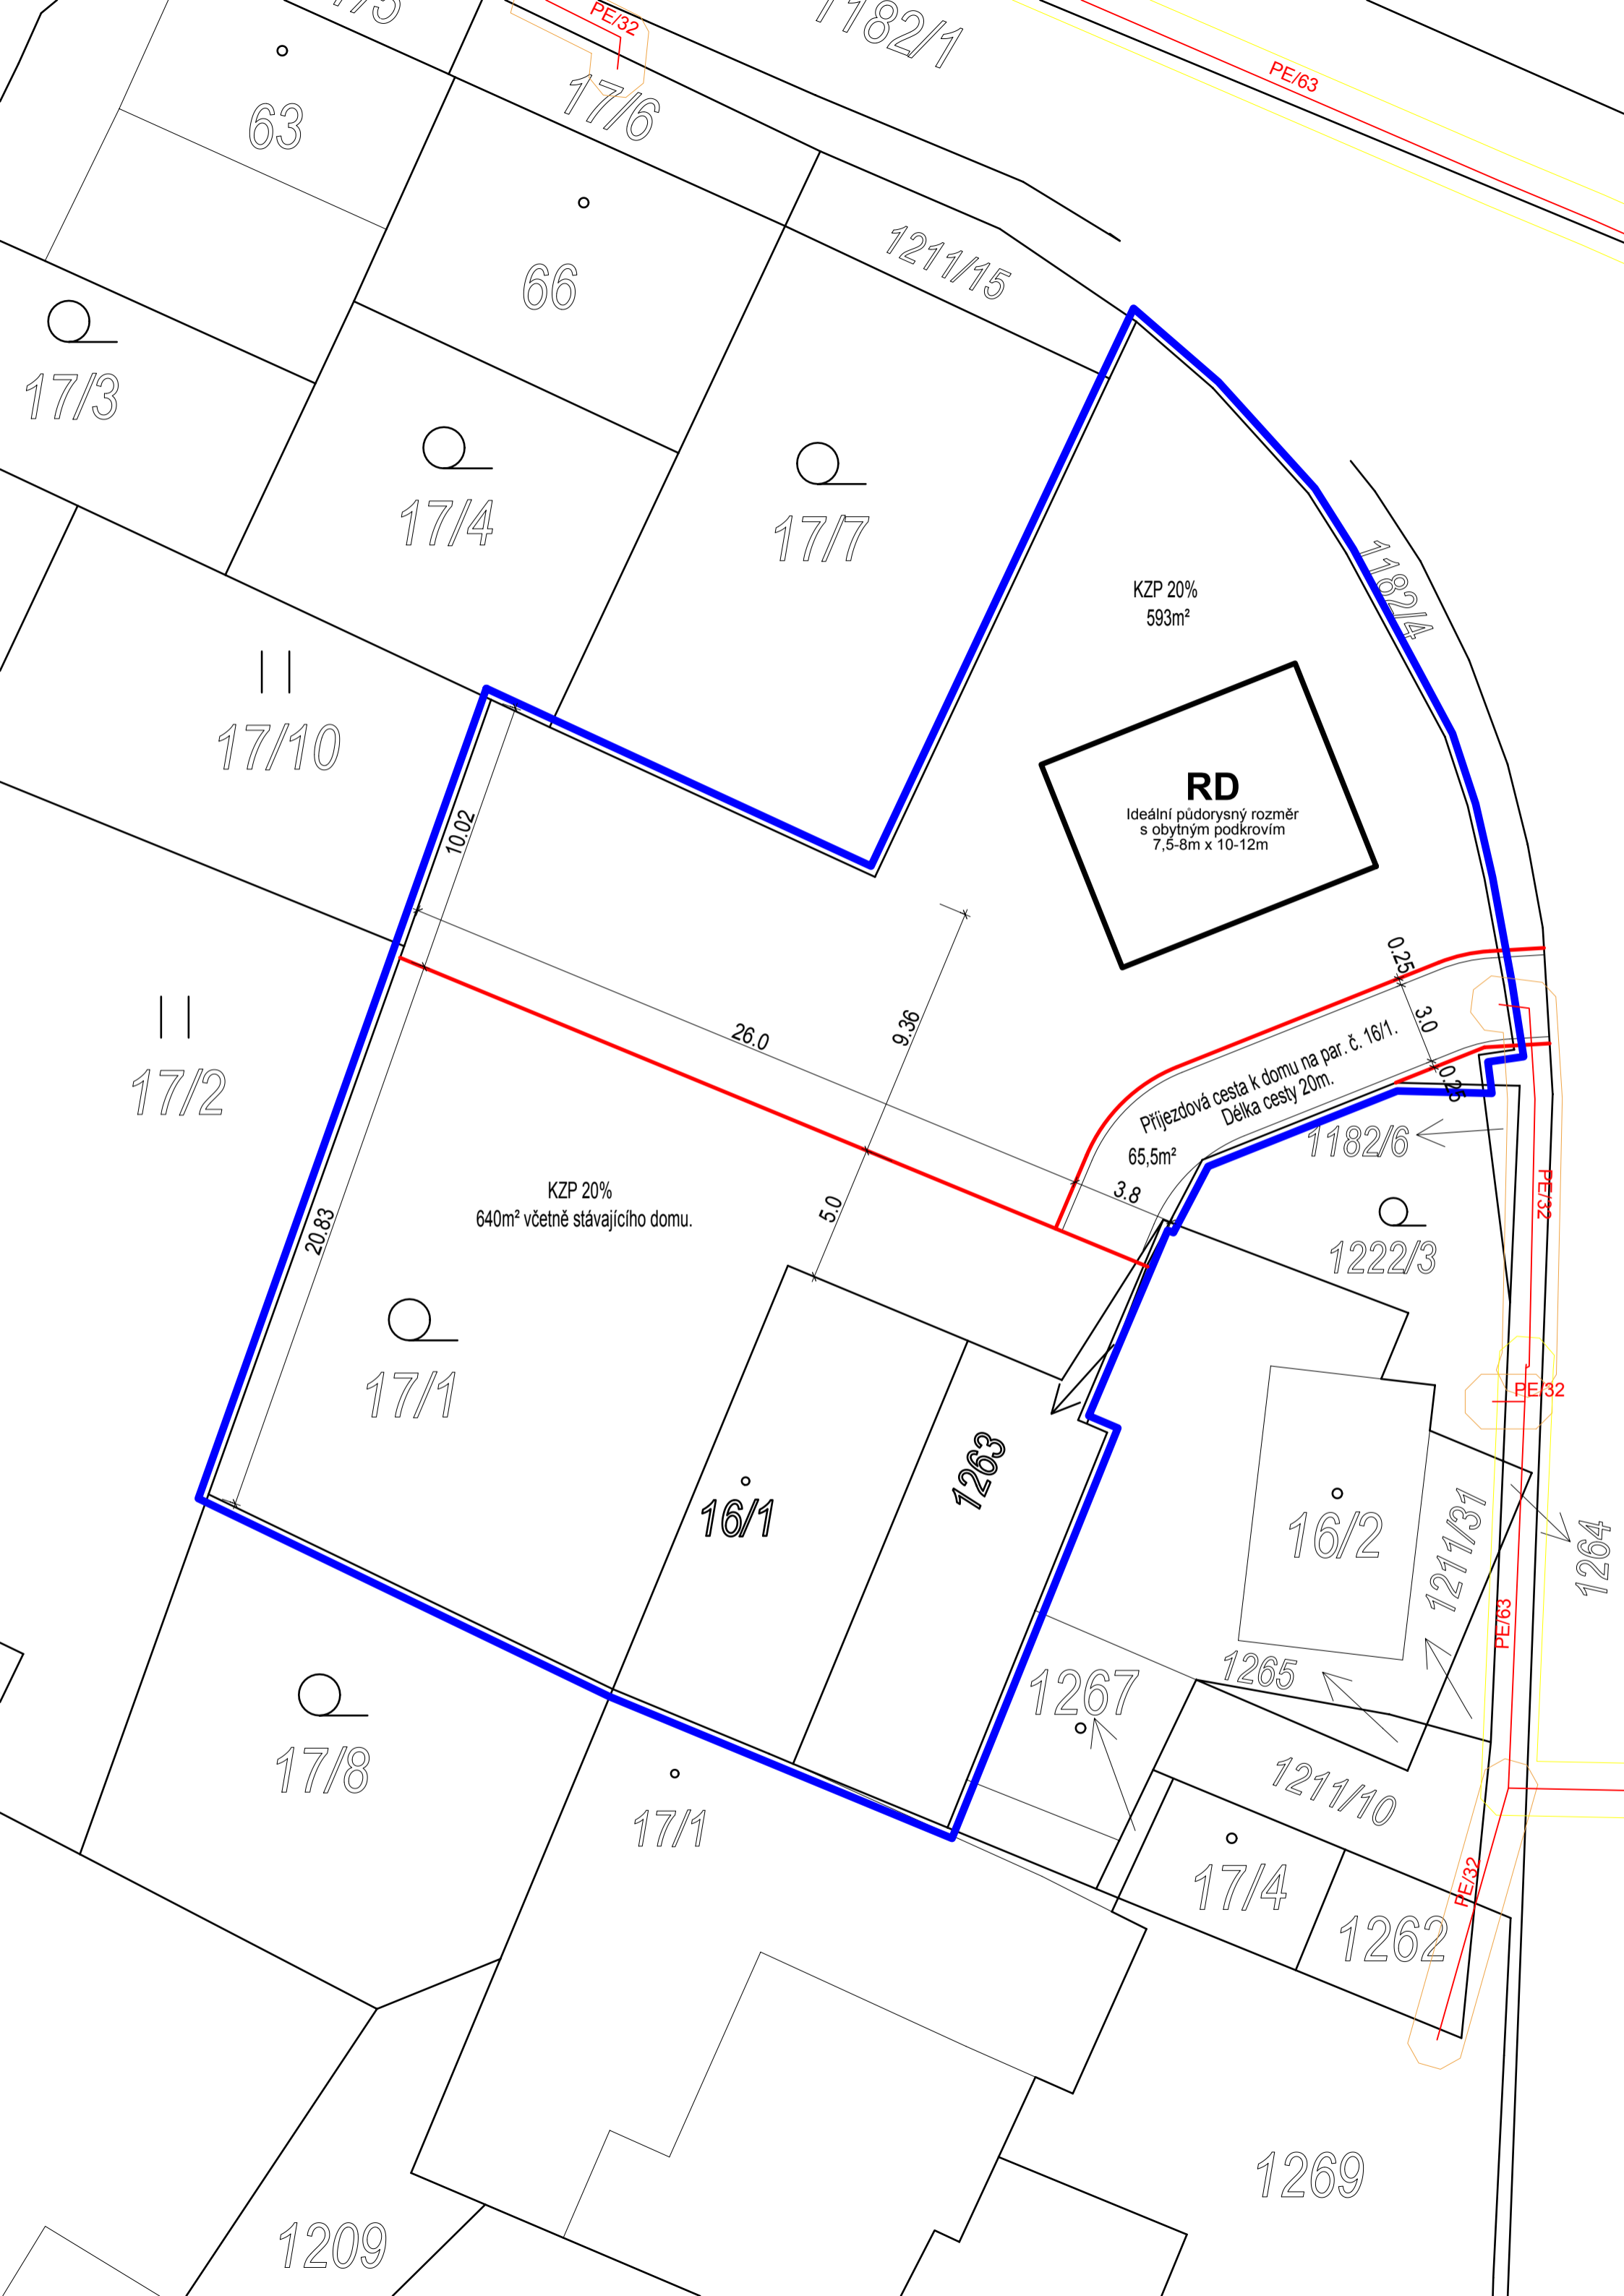 PE/32
1182/1
PE/63
63
17/6
66
1211/15
17/3
17/4
17/7
1182/4
KZP 20%
593m²
17/10
RD
Ideální půdorysný rozměr
s obytným podkrovím
7,5-8m x 10-12m
10.02
26.0
9.36
0.25
3.0
0.25
Příjezdová cesta k domu na par. č. 16/1.
Délka cesty 20m.
17/2
1182/6
65,5m²
3.8
PE/32
KZP 20%
640m² včetně stávajícího domu.
5.0
20.83
1222/3
17/1
PE/32
1263
16/1
16/2
1211/31
1264
PE/63
1265
1267
17/8
17/1
1211/10
17/4
PE/32
1262
1269
1209